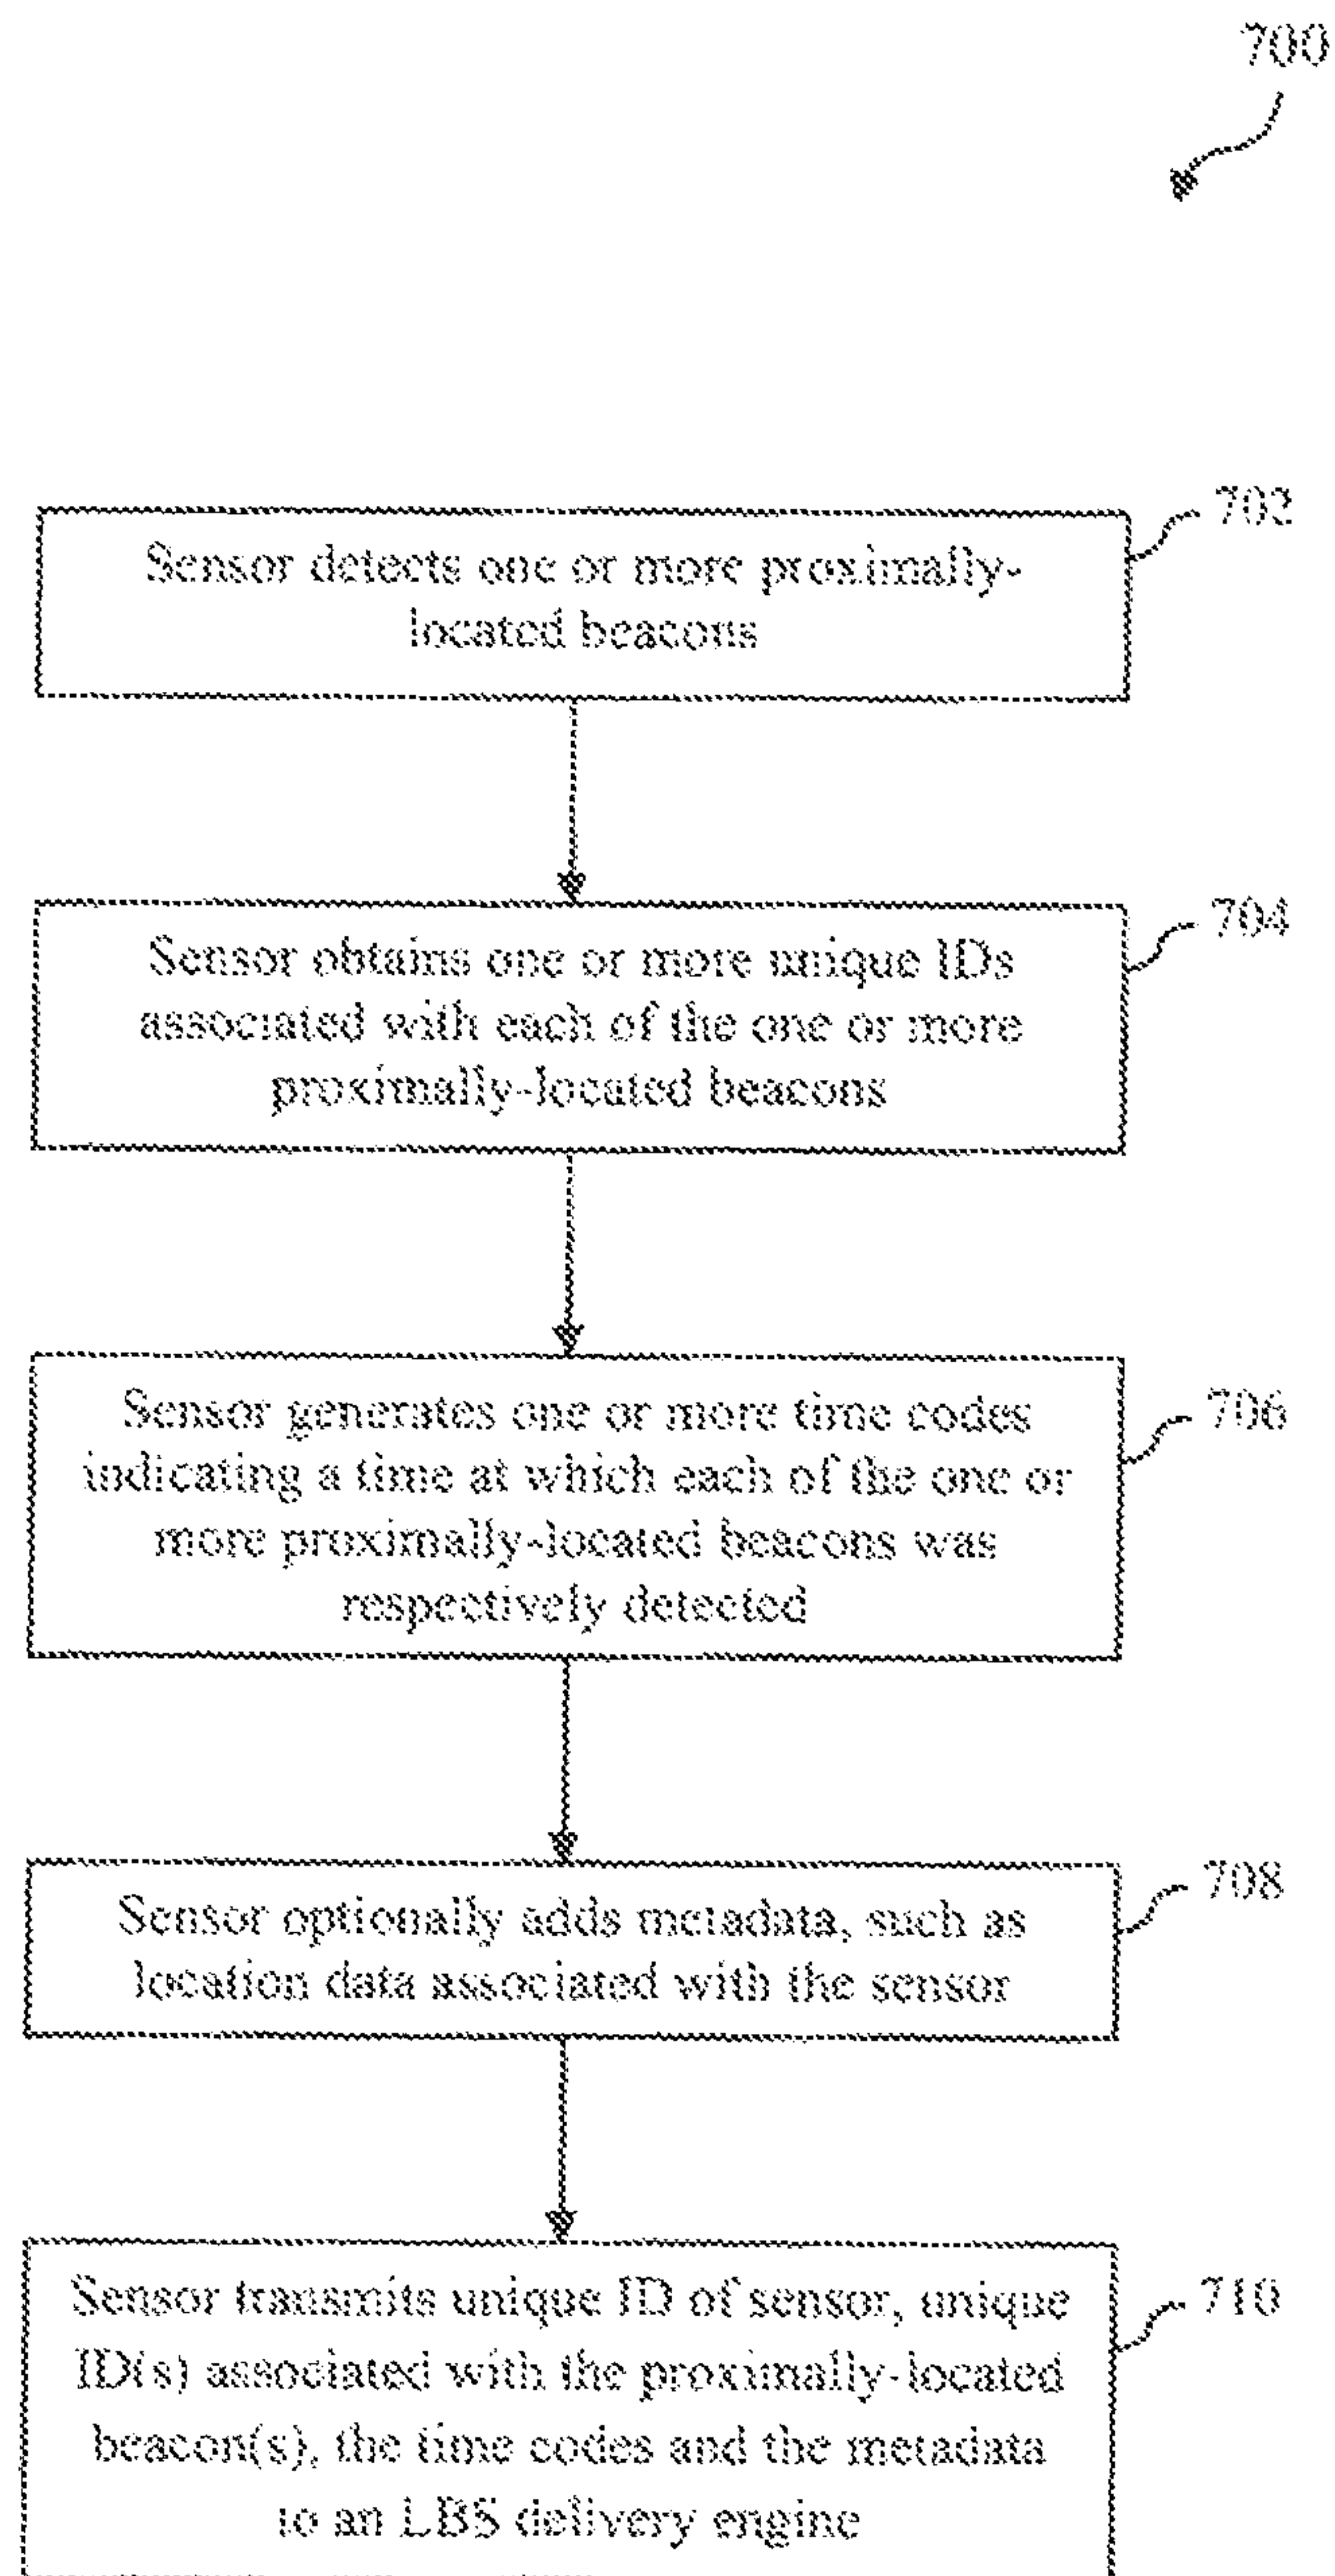 700
702
Sensor detects one or more proximally-
located beacons
704
Sensor obtains one or more unique IDs
associated with each of the one or more
proximally-located beacons
706
Sensor generates one or more time codes
indicating a time at which each of the one or
more proximally-located beacons was
respectively detected
708
Sensor optionally adds metadata, such as
location data associated with the sensor
710
Sensor transmits unique ID of sensor, unique
ID(s) associated with the proximally-located
beacon(s), the time codes and the metadata
to an LBS delivery engine